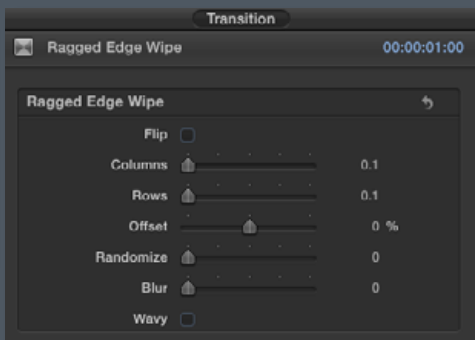 Transition
Ragged Edge Wipe 00:00:01:00
Ragged Edge Wipe
Flip
Columns 0.1
Rows 0.1
Offset 0 %
Randomize 0
Blur 0
Wavy